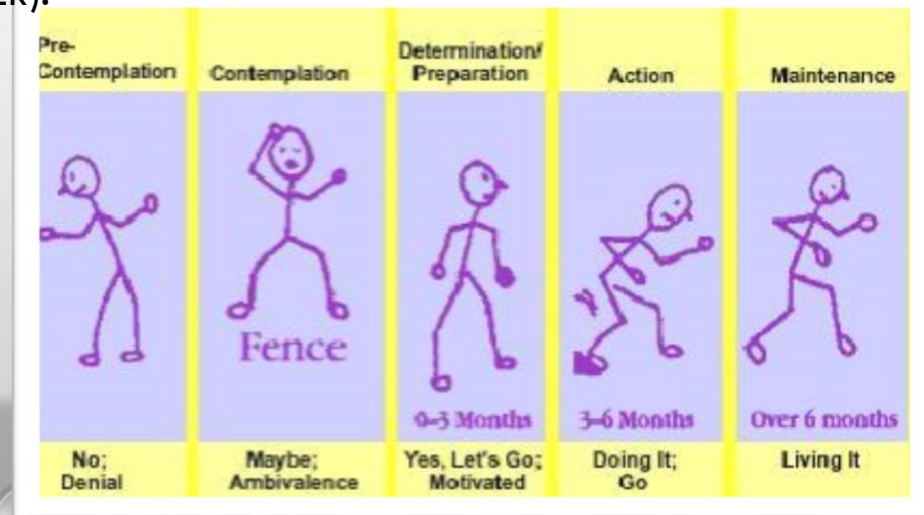 Pre-
Contemplation
Contemplation
Determination/
Preparation
Action
Maintenance
Fence
0-3 Months
3-6 Months
Over 6 months
No;
Denial
Maybe;
Ambivalence
Yes, Let's Go;
Motivated
Doing It;
Go
Living It